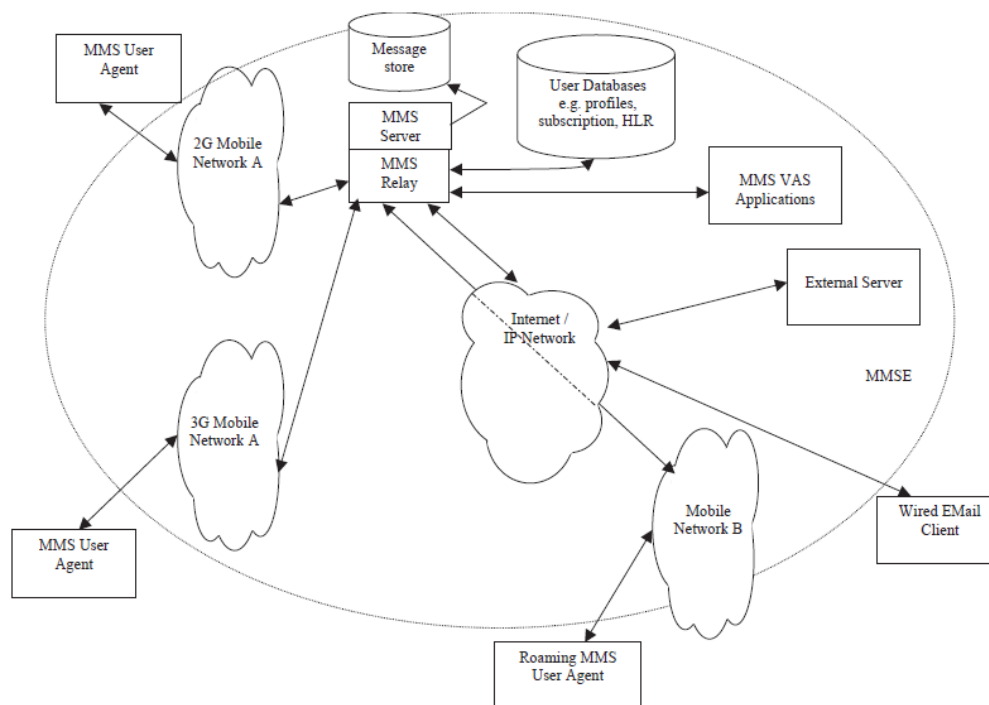 MMS User
Agent
Message
store
User Databases
e.g. profiles,
subscription, HLR
MMS
Server
2G Mobile
Network A
MMS
Relay
MMS VAS
Applications
External Server
Internet /
IP Network
MMSE
3G Mobile
Network A
Mobile
Network B
Wired EMail
Client
MMS User
Agent
Roaming MMS
User Agent